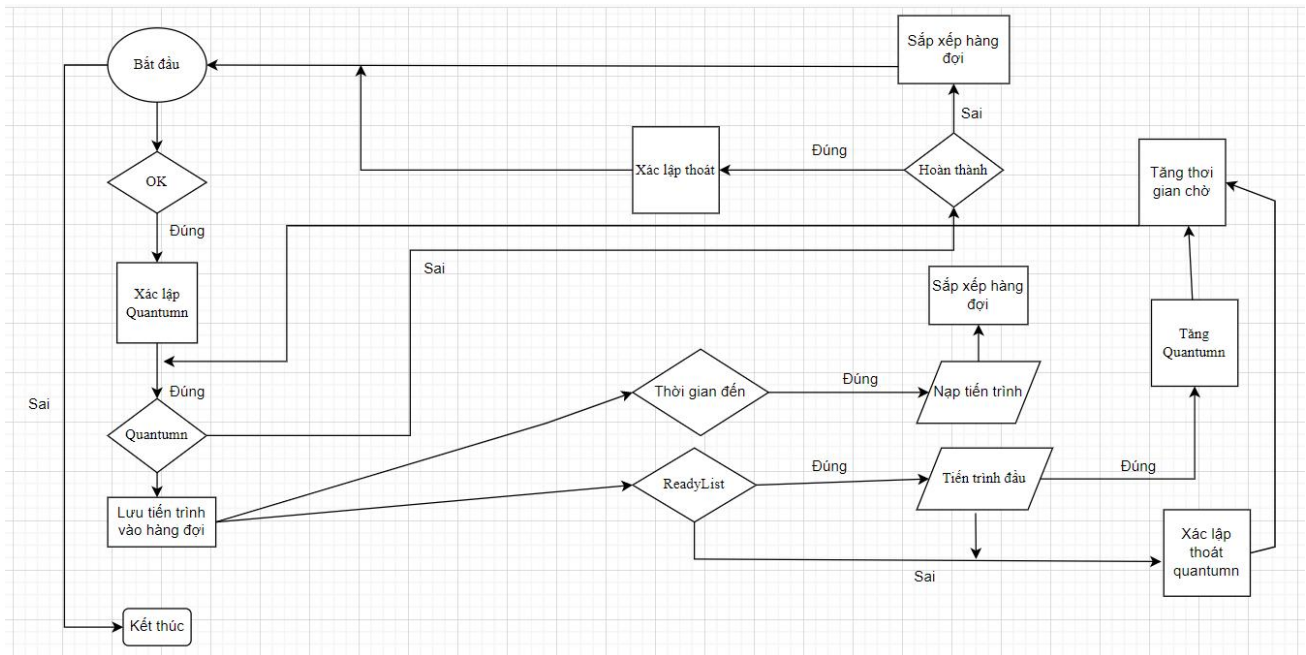 Bắt đầu
Sắp xếp hàng
đợi
Sai
Đúng
Xác lập thoát
Hoàn thành
Tăng thơi
gian chờ
OK
Đúng
Sai
Xác lập
Quantumn
Sắp xếp hàng
đợi
Tăng
Quantumn
Đúng
Sai
Thời gian đến
Đúng
Nạp tiến trình
Quantumn
Lưu tiến trình
vào hàng đợi
ReadyList
Đúng
Tiến trình đầu
Đúng
Sai
Xác lập
thoát
quantumn
Kết thúc